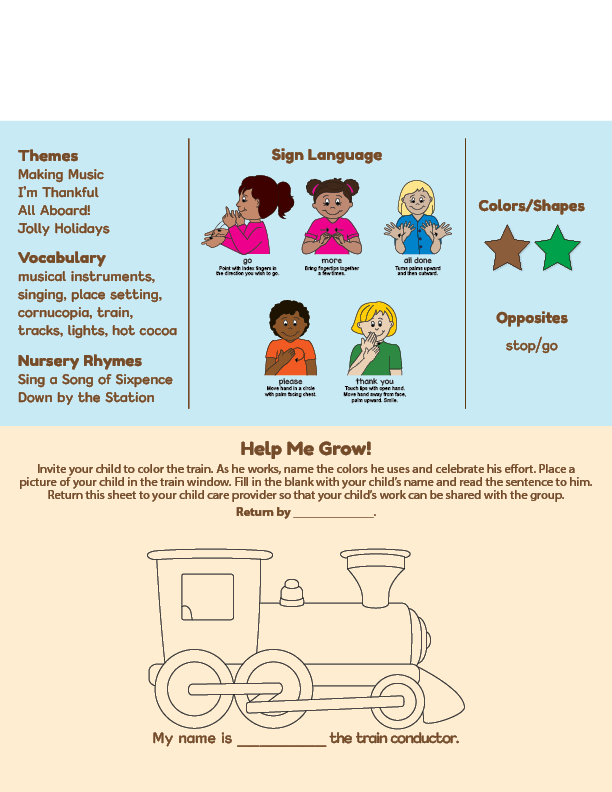 Themes
Making Music
I'm Thankful
All Aboard!
Jolly Holidays
Vocabulary
musical instruments,
singing, place setting,
cornucopia, train,
tracks, lights, hot cocoa
Nursery Rhymes
Sing a Song of Sixpence
Down by the Station
Sign Language
go
Point with index fingers in
the direction you wish to go.
more
Bring fingertips together
a few times.
all done
Turns palms upward
and then outward.
please
Move hand in a circle
with palm facing chest.
thank you
Touch lips with open hand.
Move hand away from face,
palm upward. Smile.
Colors/Shapes
Opposites
stop/go
Help Me Grow!
Invite your child to color the train. As he works, name the colors he uses and celebrate his effort. Place a
picture of your child in the train window. Fill in the blank with your child's name and read the sentence to him.
Return this sheet to your child care provider so that your child's work can be shared with the group.
Return by ____________.
My name is ____________ the train conductor.